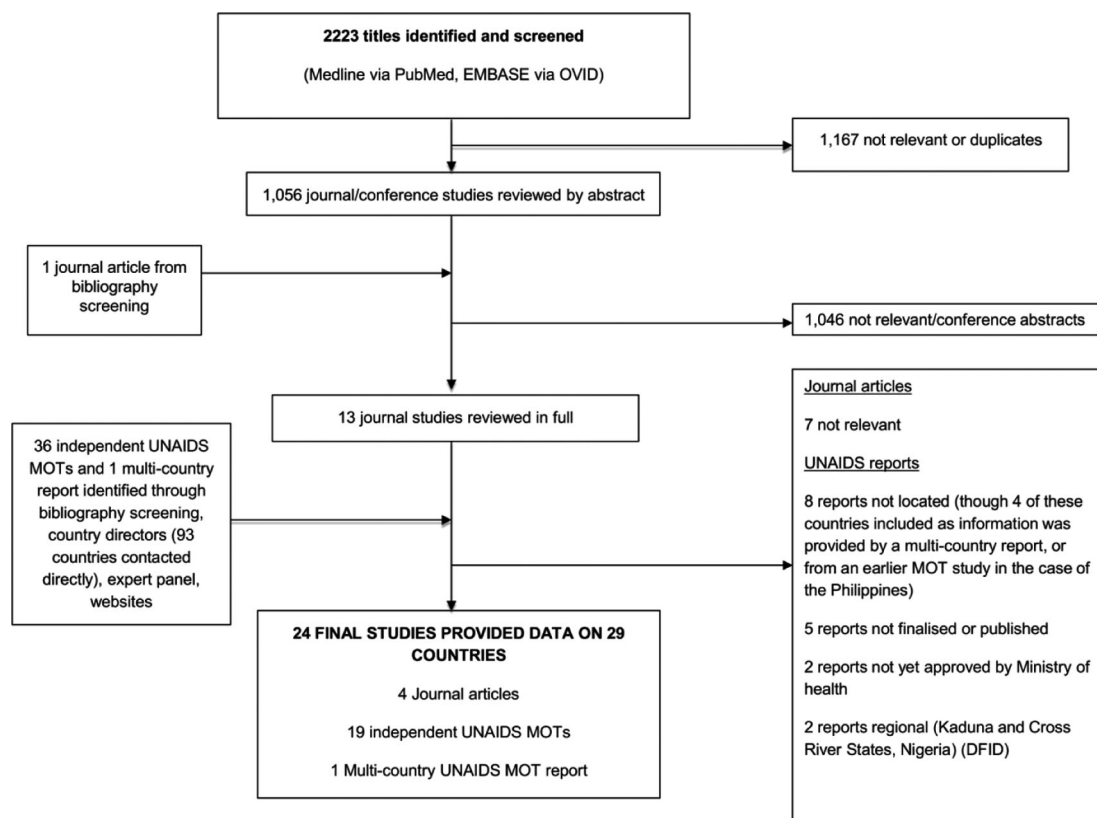 2223 titles identified and screened
(Medline via PubMed, EMBASE via OVID)
1,167 not relevant or duplicates
1,056 journal/conference studies reviewed by abstract
1 journal article from
bibliography
screening
1,046 not relevant/conference abstracts
13 journal studies reviewed in full
36 independent UNAIDS
MOTs and 1 multi-country
report identified through
bibliography screening,
country directors (93
countries contacted
directly), expert panel,
websites
Journal articles
7 not relevant
UNAIDS reports
8 reports not located (though 4 of these
countries included as information was
provided by a multi-country report, or
from an earlier MOT study in the case of
the Philippines)
5 reports not finalised or published
2 reports not yet approved by Ministry of
health
2 reports regional (Kaduna and Cross
River States, Nigeria) (DFID)
24 FINAL STUDIES PROVIDED DATA ON 29
COUNTRIES
4 Journal articles
19 independent UNAIDS MOTs
1 Multi-country UNAIDS MOT report